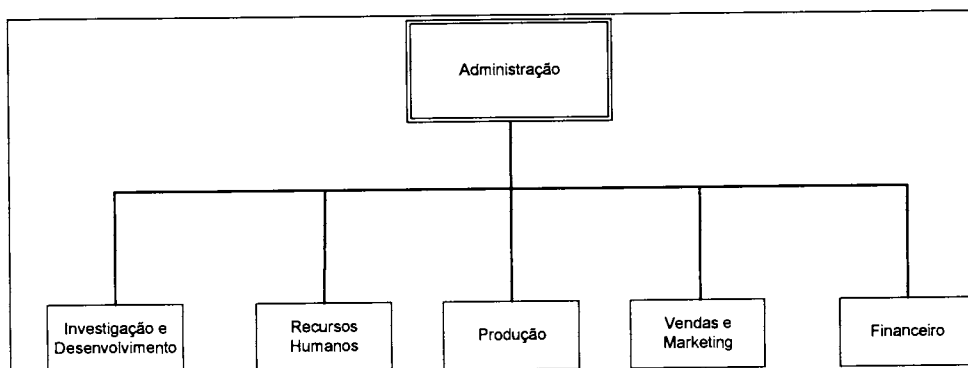 Administração
Investigação e
Desenvolvimento
Recursos
Humanos
Produção
Vendas e
Marketing
Financeiro